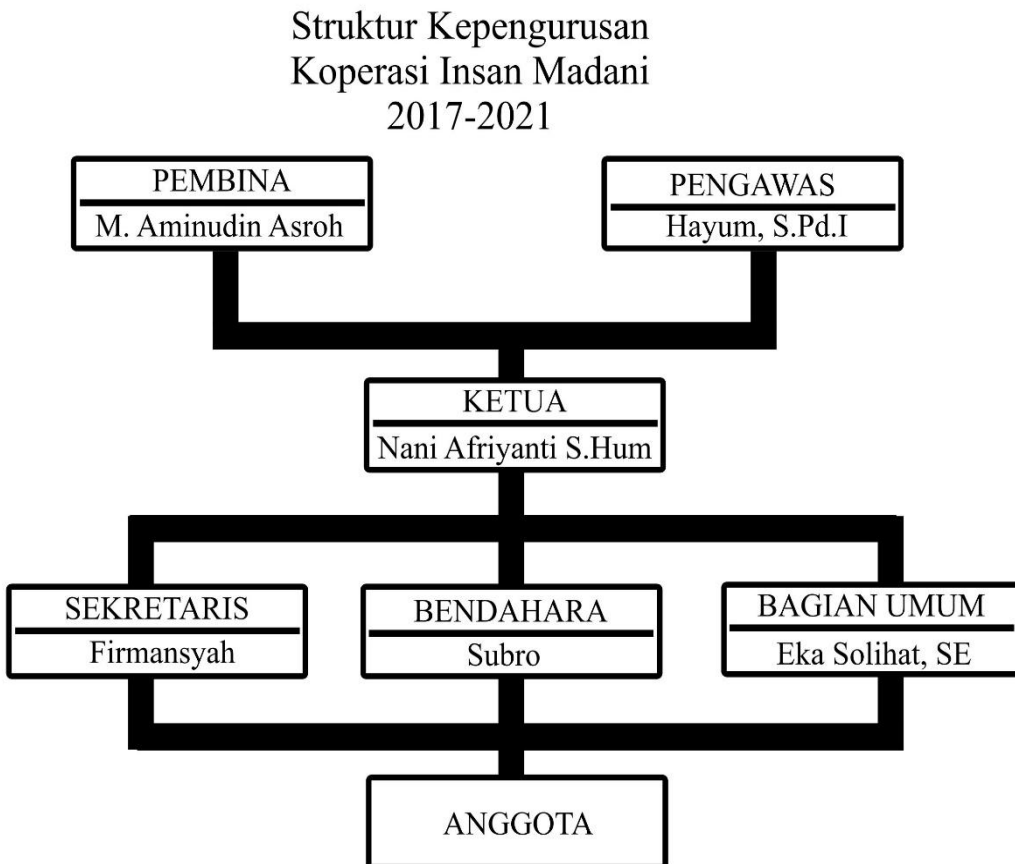 Struktur Kepengurusan
Koperasi Insan Madani
2017-2021
PEMBINA
M. Aminudin Asroh
PENGAWAS
Hayum, S.Pd.I
KETUA
Nani Afriyanti S.Hum
SEKRETARIS
Firmansyah
BENDAHARA
Subro
BAGIAN UMUM
Eka Solihat, SE
ANGGOTA